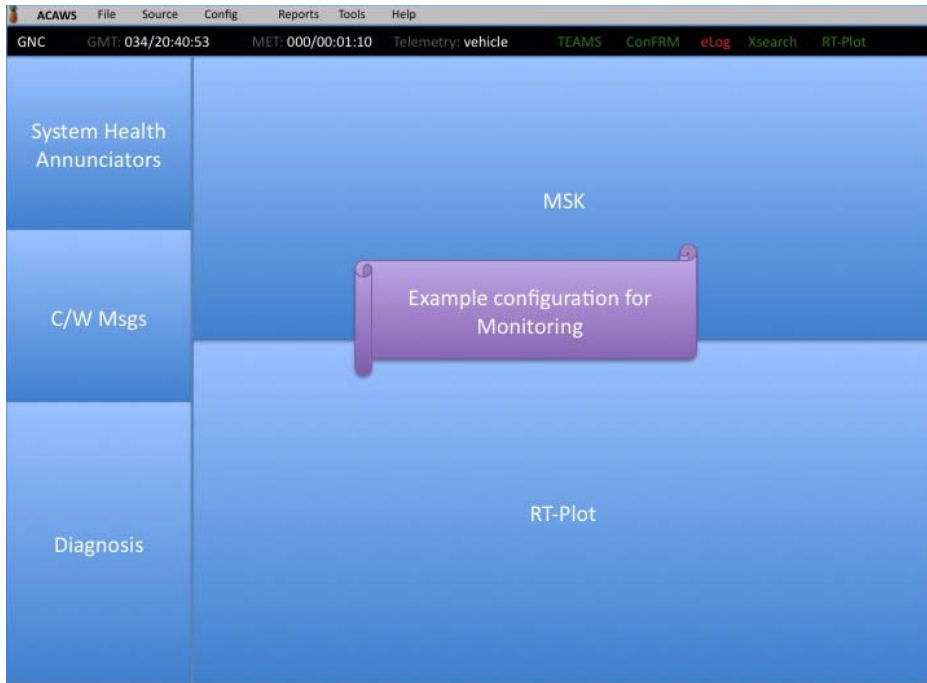 ACAWS File Source Config Reports Tools Help
GNC GMT: 034/20:40:53 MET: 000/00:01:10 Telemetry: vehicle TEAMS ConFRM eLog Xsearch RT-Plot
System Health
Annunciators
MSK
C/W Msgs
Example configuration for
Monitoring
RT-Plot
Diagnosis